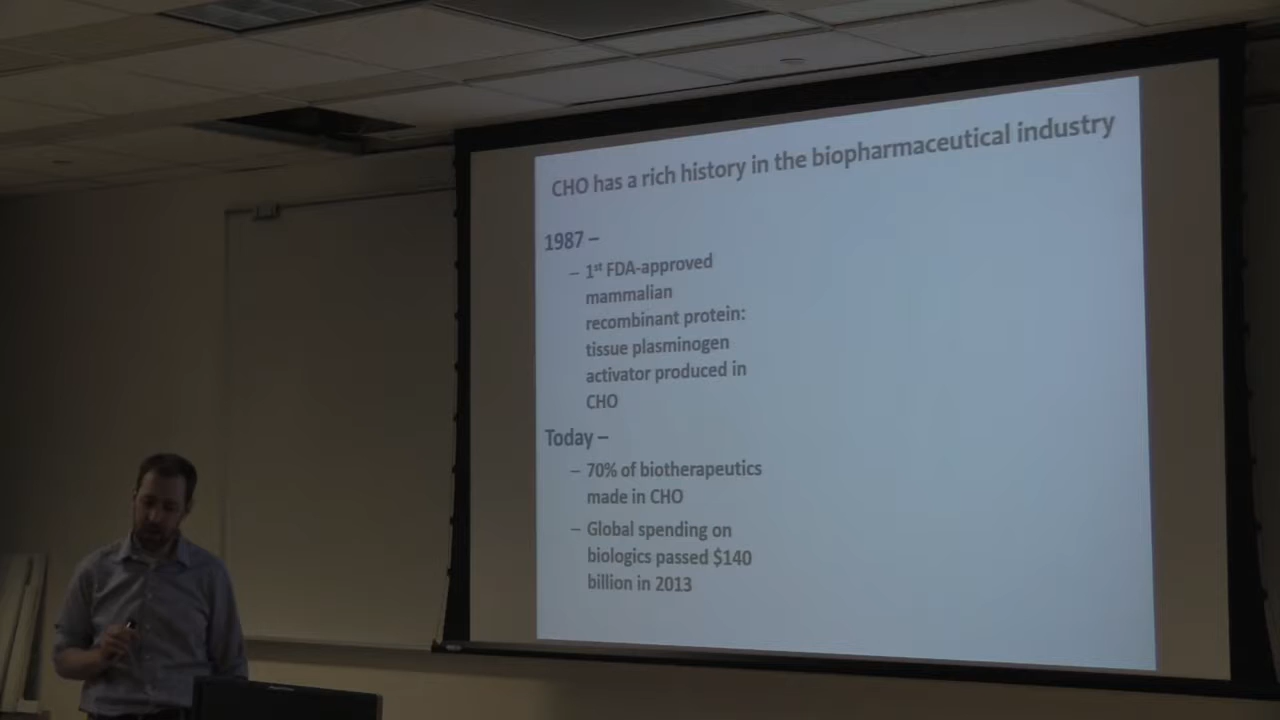 CHO has a rich history in the biopharmaceutical industry
1987 –
– 1st FDA-approved
mammalian
recombinant protein:
tissue plasminogen
activator produced in
CHO
Today –
– 70% of biotherapeutics
made in CHO
– Global spending on
biologics passed $140
billion in 2013